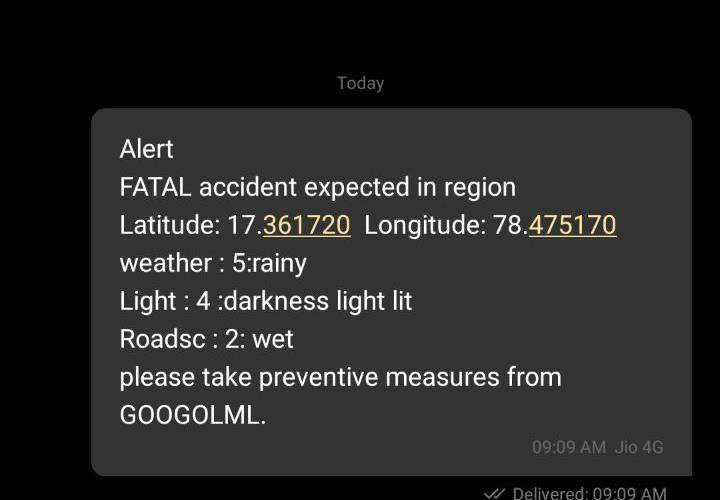 Today
Alert
FATAL accident expected in region
Latitude: 17.361720  Longitude: 78.475170
weather : 5:rainy
Light : 4 :darkness light lit
Roadsc : 2: wet
please take preventive measures from
GOOGOLML.
09:09 AM  Jio 4G
Delivered: 09:09 AM